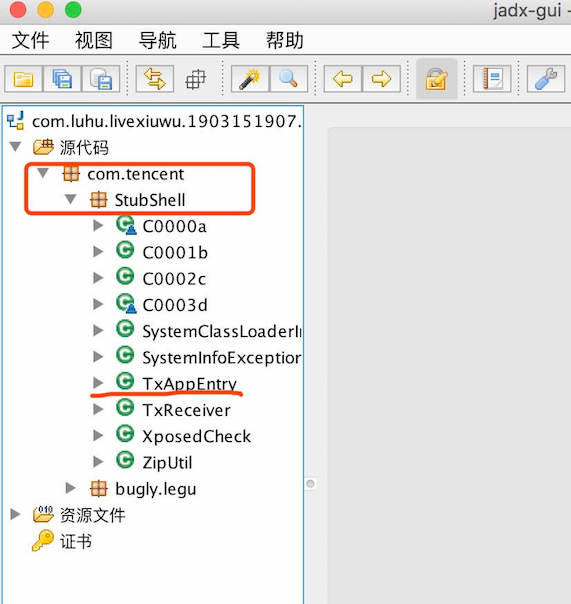 jadx-gui -
文件 视图 导航 工具 帮助
com.luhu.livexiuwu.1903151907.
源代码
com.tencent
StubShell
C0000a
C0001b
C0002c
C0003d
SystemClassLoaderIn
SystemInfoException
TxAppEntry
TxReceiver
XposedCheck
ZipUtil
bugly.legu
资源文件
证书